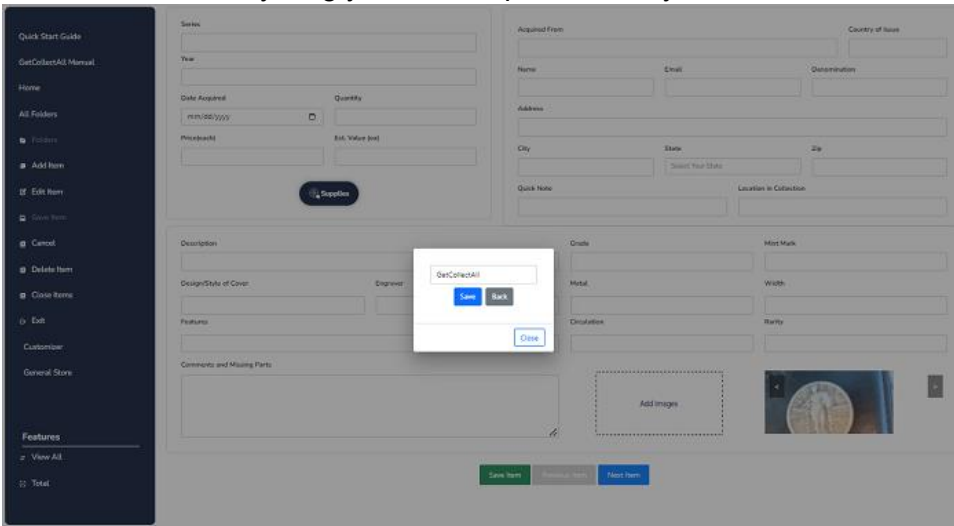 Quick Start Guide
GetCollectAll Manual
Home
All Folders
Folders
Add Item
Edit Item
Save Item
Cancel
Delete Item
Close Items
Exit
Customizer
General Store
Features
View All
Total
Series
Year
Date Acquired Quantity
mm/dd/yyyy
Price(each) Est. Value (ea)
Supplies
Acquired From Country of Issue
Name Email Denomination
Address
City State Zip
Select Your State
Quick Note Location in Collection
Description Grade Mint Mark
Design/State of Cover Engraver Metal Width
Features Circulation Rarity
Comments and Missing Parts
Add Images
GetCollectAll
Save Back
Close
Save Item Previous Item Next Item